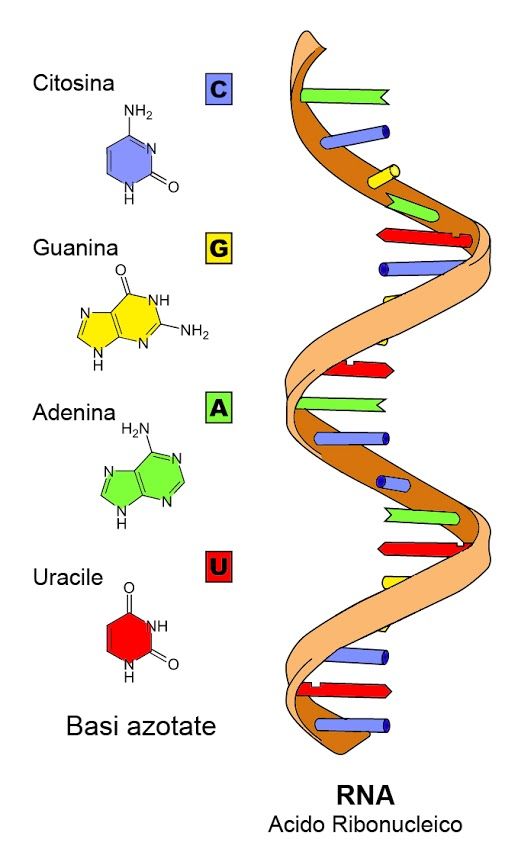 Citosina
C
NH₂
N
N
H
O
Guanina
G
O
N
NH
N
H
N
NH₂
Adenina
A
H₂N
N
N
N
H
N
Uracile
U
O
NH
N
H
O
Basi azotate
RNA
Acido Ribonucleico